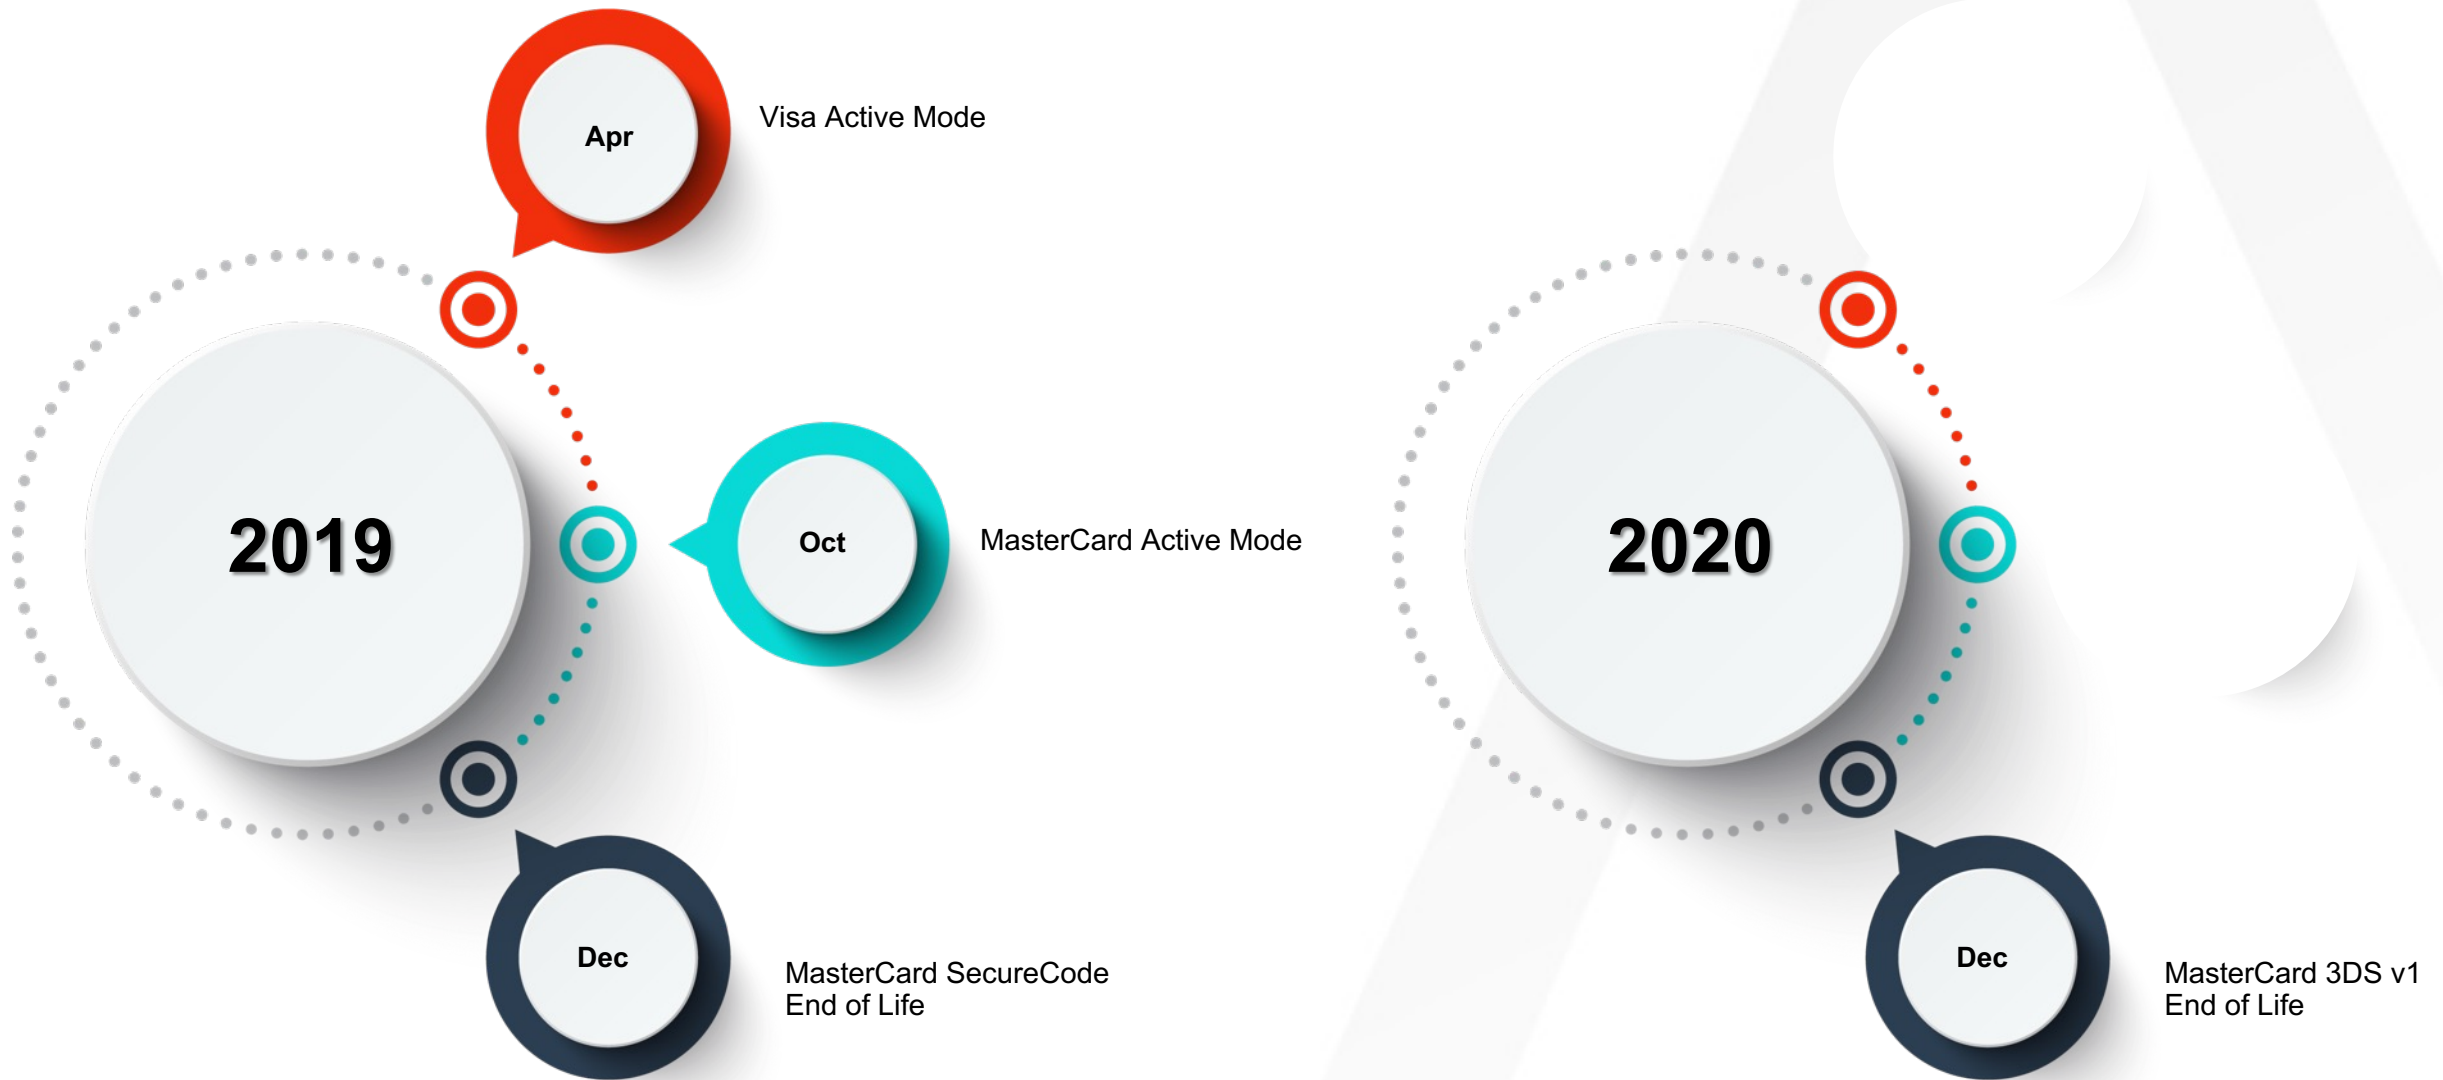 Apr
Visa Active Mode
2019
Oct
MasterCard Active Mode
Dec
MasterCard SecureCode
End of Life
2020
Dec
MasterCard 3DS v1
End of Life